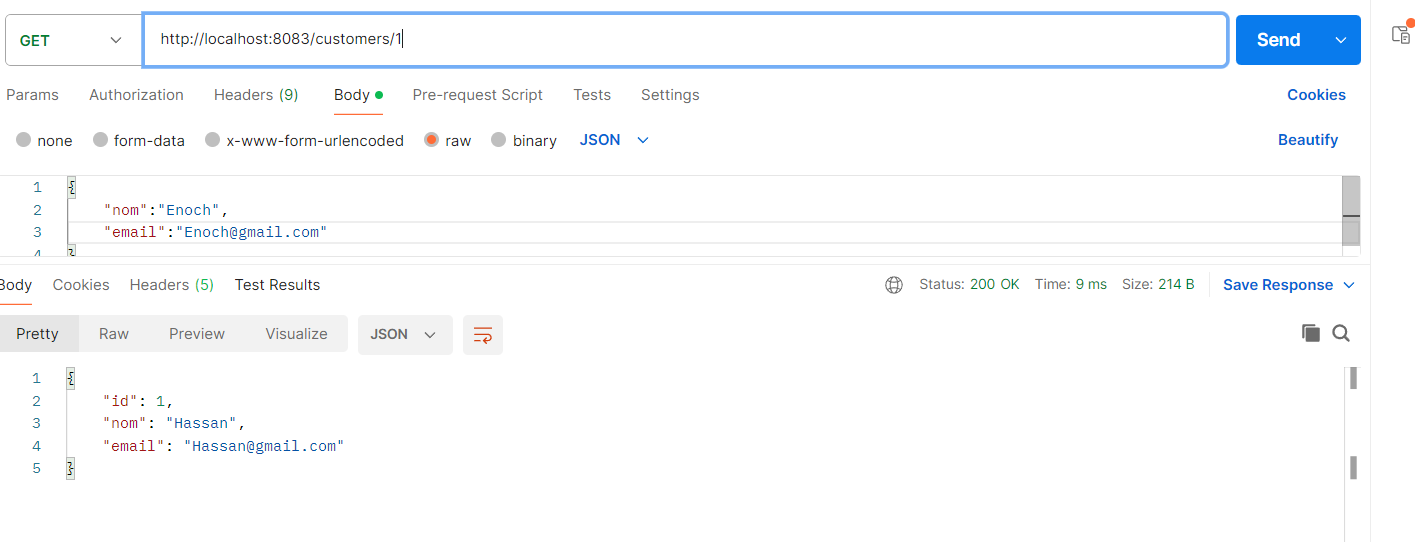 GET http://localhost:8083/customers/1 Send
Params Authorization Headers (9) Body Pre-request Script Tests Settings Cookies
none form-data x-www-form-urlencoded raw binary JSON Beautify
1 {
2 "nom":"Enoch",
3 "email":"Enoch@gmail.com"
4 }
Body Cookies Headers (5) Test Results Status: 200 OK Time: 9 ms Size: 214 B Save Response
Pretty Raw Preview Visualize JSON
1 {
2 "id": 1,
3 "nom": "Hassan",
4 "email": "Hassan@gmail.com"
5 }